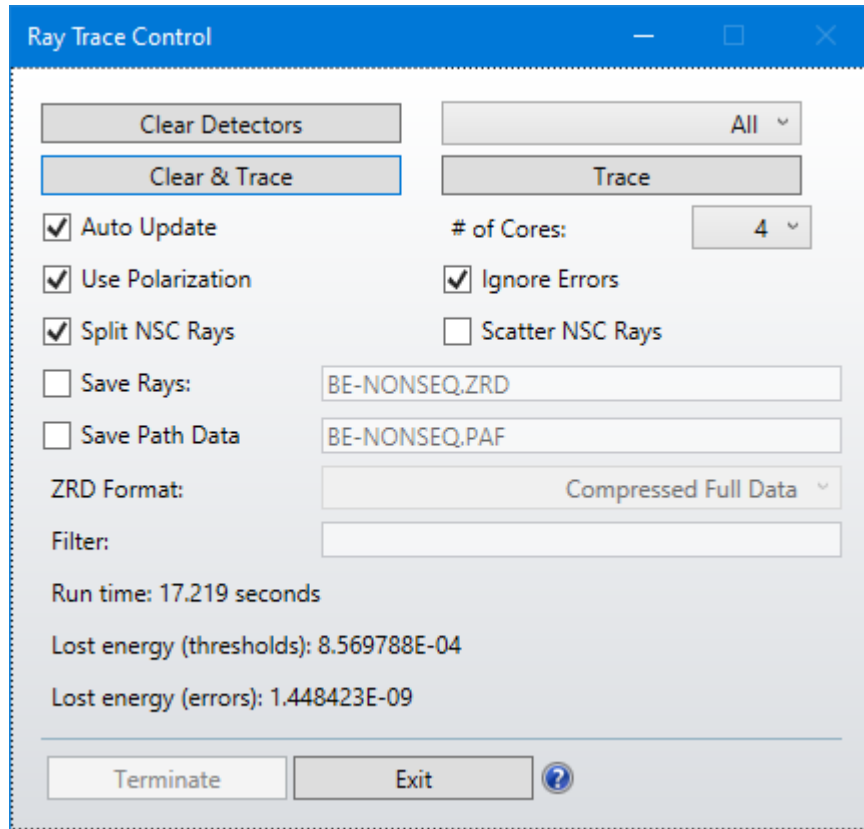 Ray Trace Control
Clear Detectors All
Clear & Trace Trace
Auto Update # of Cores: 4
Use Polarization Ignore Errors
Split NSC Rays Scatter NSC Rays
Save Rays: BE-NONSEQ.ZRD
Save Path Data BE-NONSEQ.PAF
ZRD Format: Compressed Full Data
Filter:
Run time: 17.219 seconds
Lost energy (thresholds): 8.569788E-04
Lost energy (errors): 1.448423E-09
Terminate Exit ?